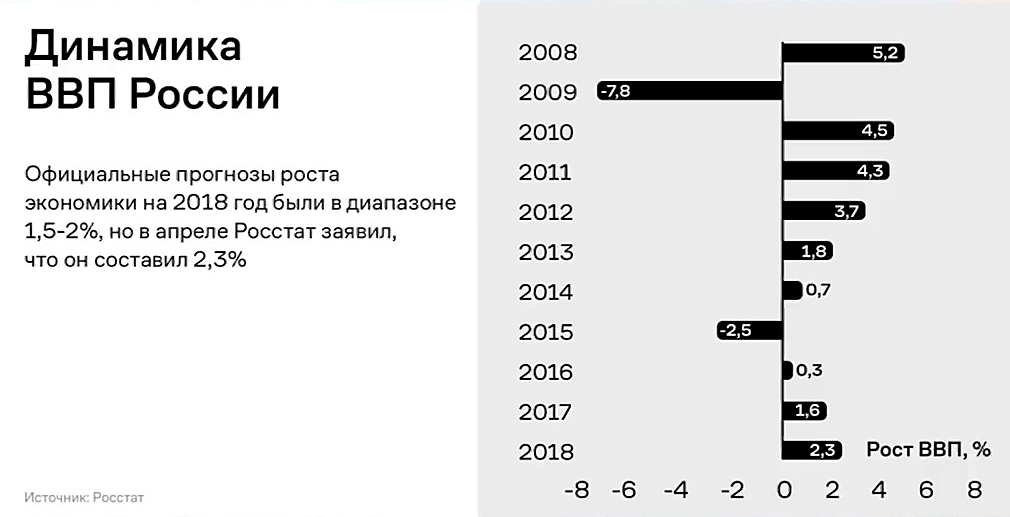 Динамика
ВВП России
Официальные прогнозы роста
экономики на 2018 год были в диапазоне
1,5-2%, но в апреле Росстат заявил,
что он составил 2,3%
Источник: Росстат
2008 5,2
2009 -7,8
2010 4,5
2011 4,3
2012 3,7
2013 1,8
2014 0,7
2015 -2,5
2016 0,3
2017 1,6
2018 2,3 Рост ВВП, %
-8 -6 -4 -2 0 2 4 6 8